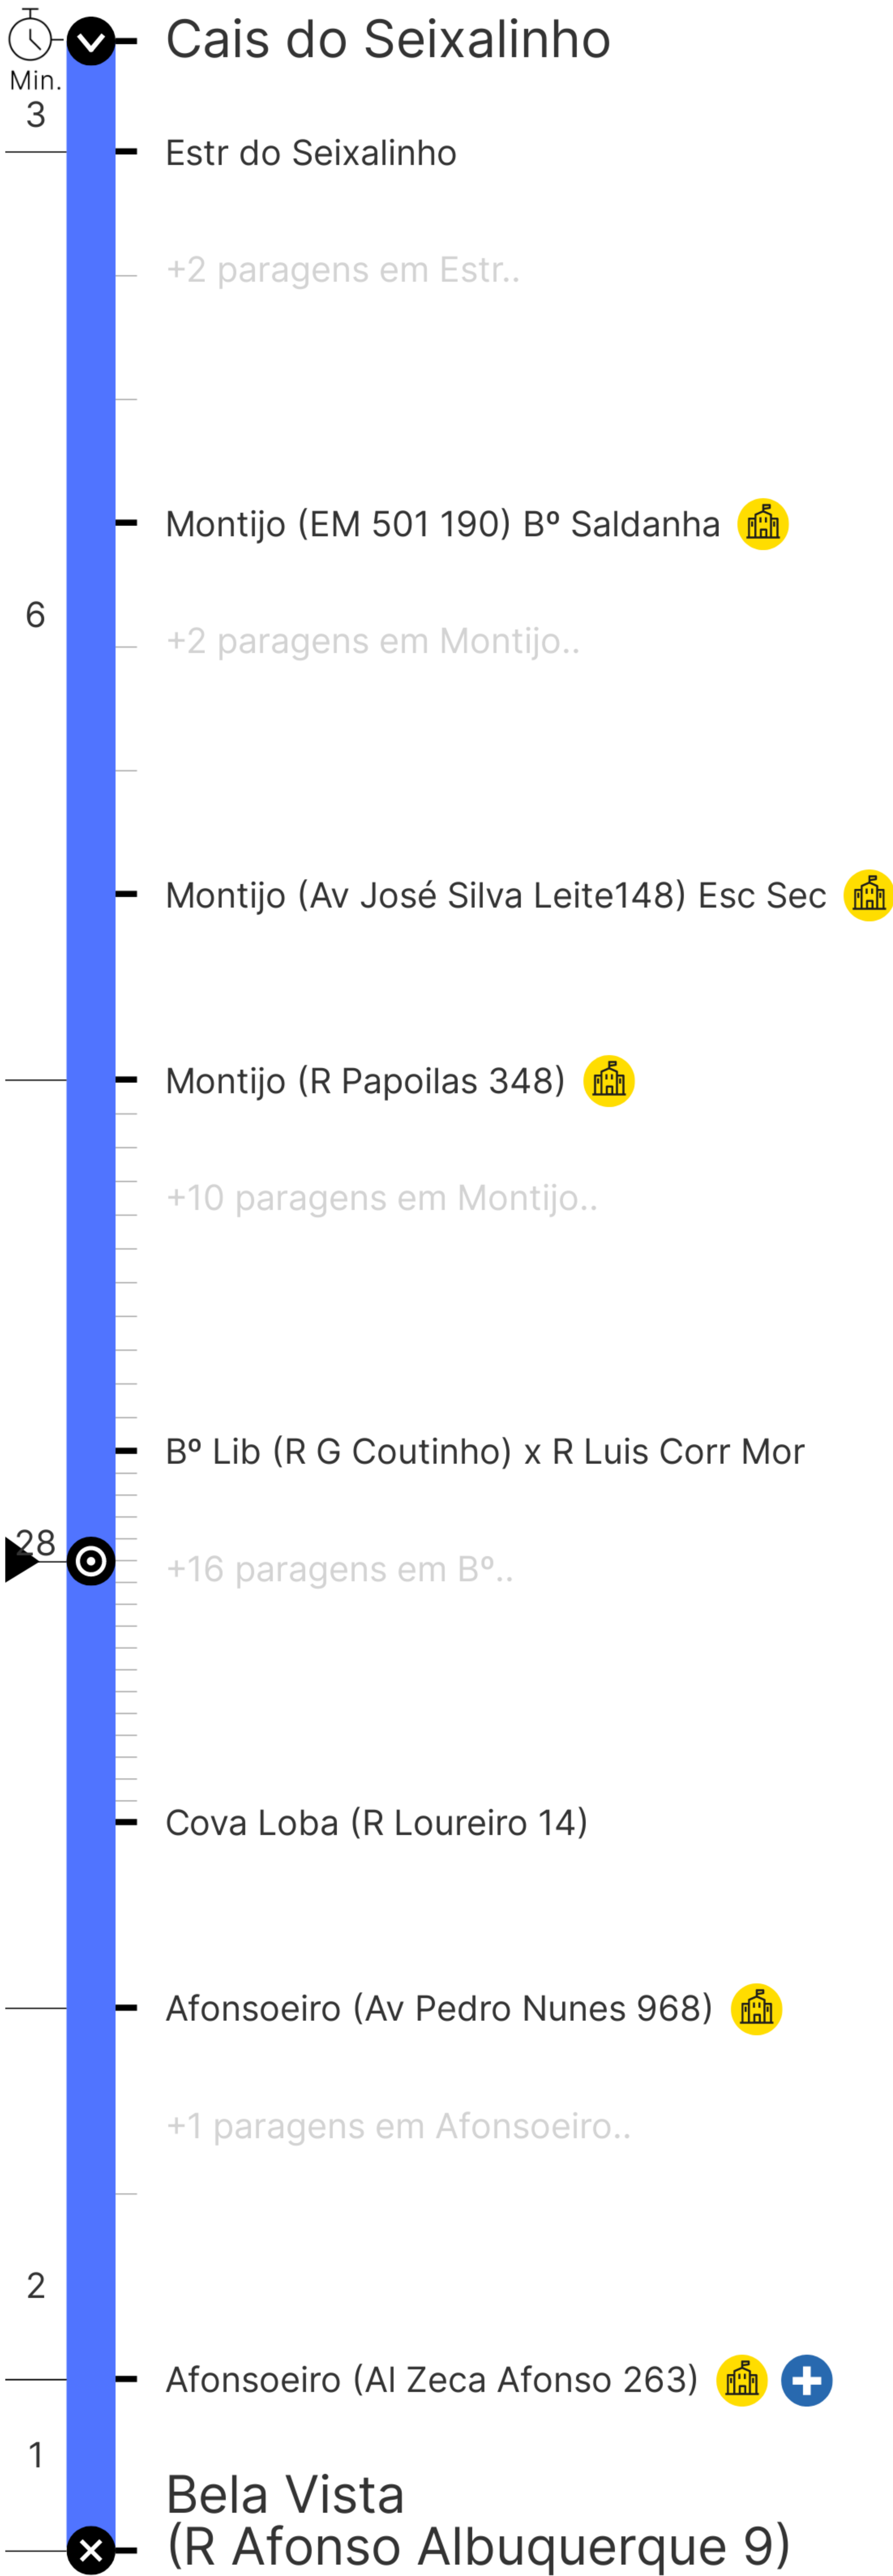 Cais do Seixalinho
Min.
3
Estr do Seixalinho
+2 paragens em Estr..
Montijo (EM 501 190) Bº Saldanha
6
+2 paragens em Montijo..
Montijo (Av José Silva Leite148) Esc Sec
Montijo (R Papoilas 348)
+10 paragens em Montijo..
Bº Lib (R G Coutinho) x R Luis Corr Mor
28
+16 paragens em Bº..
Cova Loba (R Loureiro 14)
Afonsoeiro (Av Pedro Nunes 968)
+1 paragens em Afonsoeiro..
2
Afonsoeiro (Al Zeca Afonso 263)
1
Bela Vista
(R Afonso Albuquerque 9)